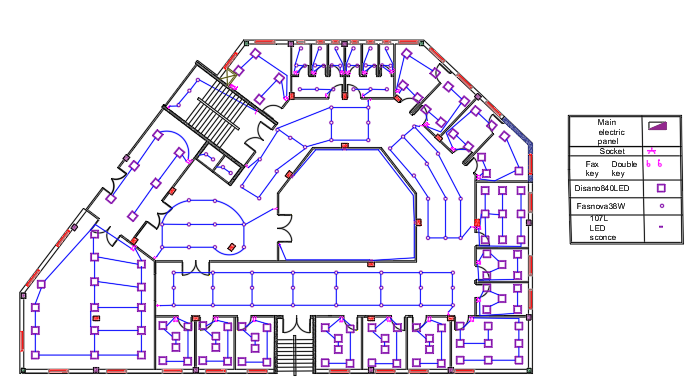 Main
electric
panel
Socket
Fax Double
key key
Disano840LED
Fasnova38W
107L
LED
sconce